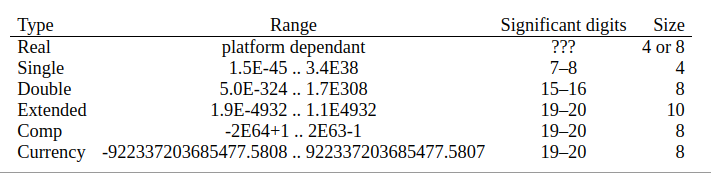 Type Range Significant digits Size
Real platform dependant ??? 4 or 8
Single 1.5E-45 .. 3.4E38 7–8 4
Double 5.0E-324 .. 1.7E308 15–16 8
Extended 1.9E-4932 .. 1.1E4932 19–20 10
Comp -2E64+1 .. 2E63-1 19–20 8
Currency -922337203685477.5808 .. 922337203685477.5807 19–20 8